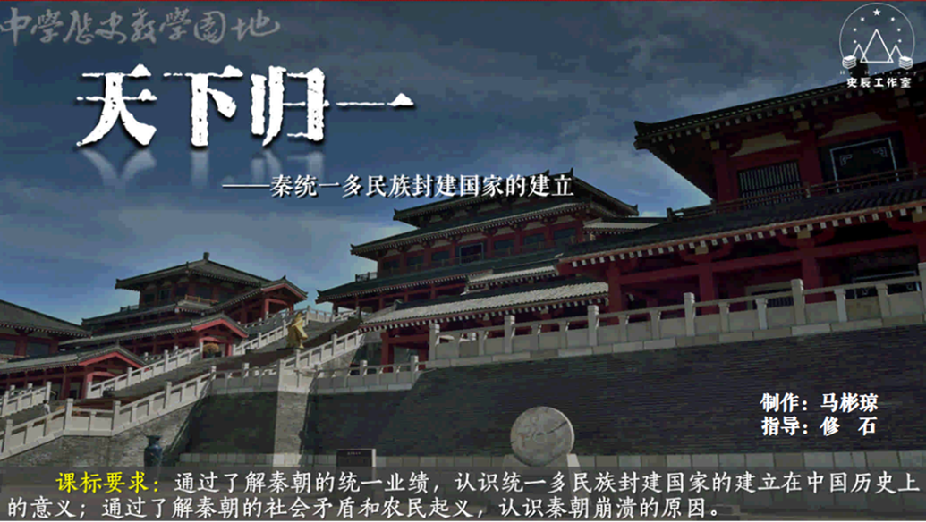 中學歷史教學園地
史辰工作室
天下归一
——秦统一多民族封建国家的建立
制作：马彬琼
指导：修 石
课标要求：通过了解秦朝的统一业绩，认识统一多民族封建国家的建立在中国历史上
的意义；通过了解秦朝的社会矛盾和农民起义，认识秦朝崩溃的原因。